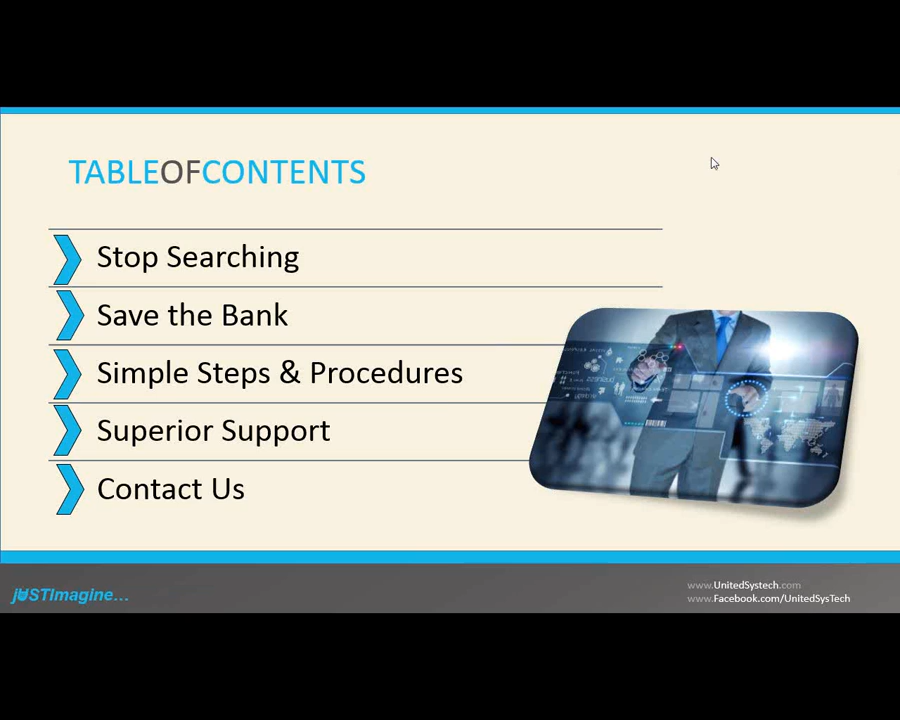 TABLEOFCONTENTS
Stop Searching
Save the Bank
Simple Steps & Procedures
Superior Support
Contact Us
jUSTImagine...
www.UnitedSystech.com
www.Facebook.com/UnitedSysTech